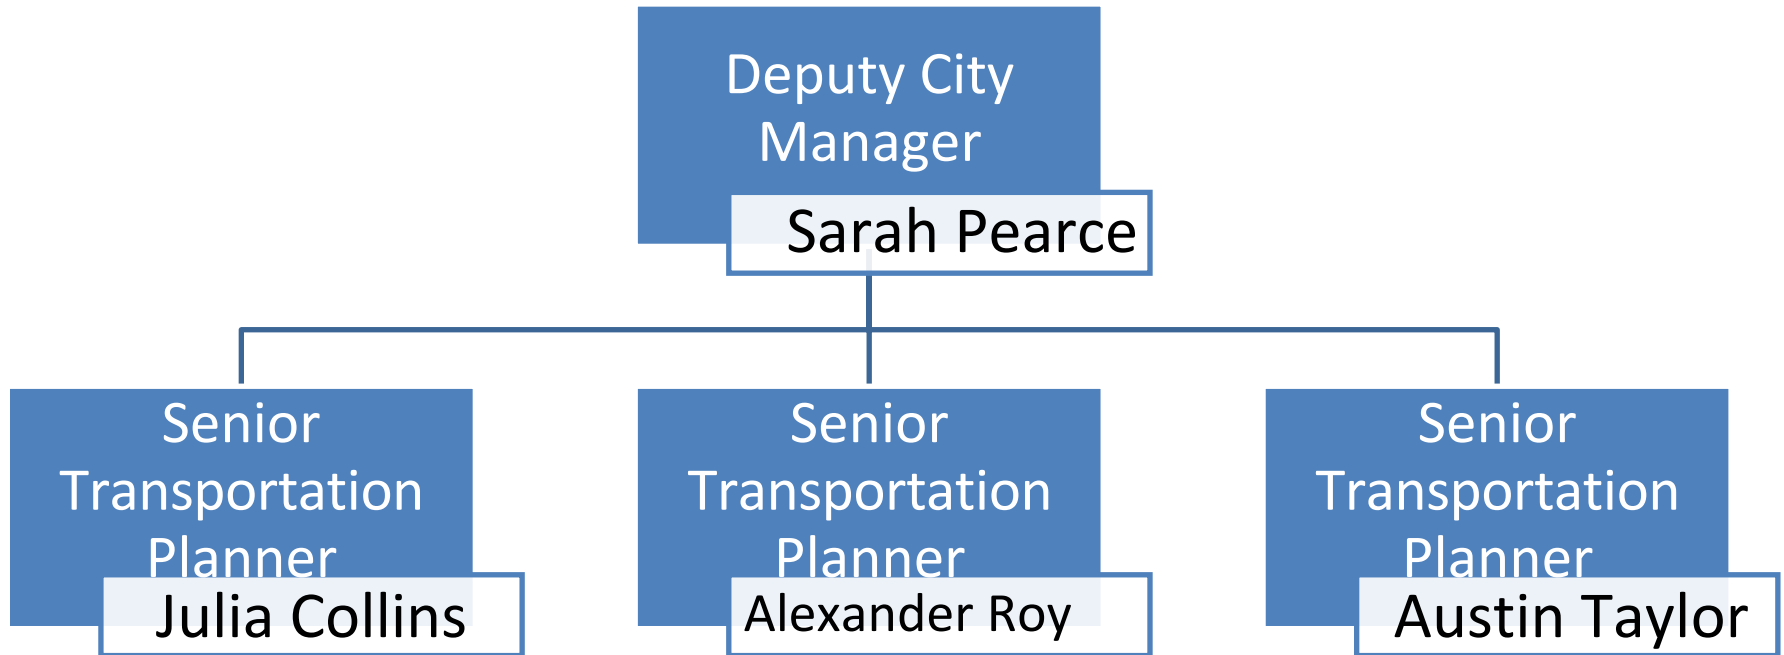 Deputy City
Manager
Sarah Pearce
Senior
Transportation
Planner
Julia Collins
Senior
Transportation
Planner
Alexander Roy
Senior
Transportation
Planner
Austin Taylor